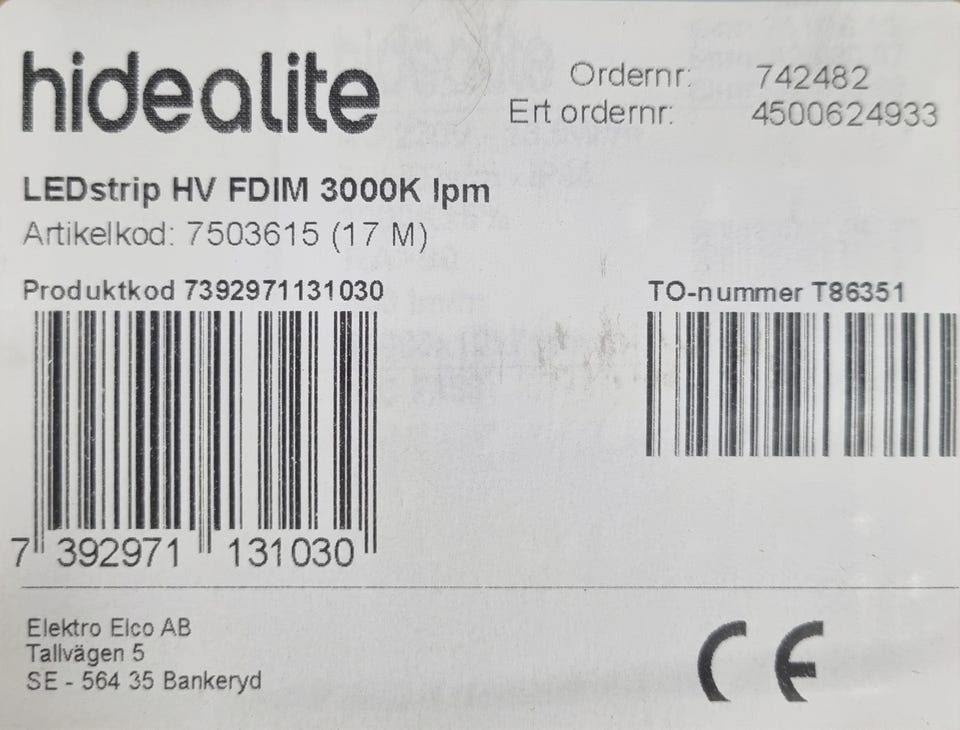 hidealite
Ordernr: 742482
Ert ordernr: 4500624933
LEDstrip HV FDIM 3000K lpm
Artikelkod: 7503615 (17 M)
Produktkod 7392971131030
TO-nummer T86351
7 392971 131030
Elektro Elco AB
Tallvägen 5
SE - 564 35 Bankeryd
CE